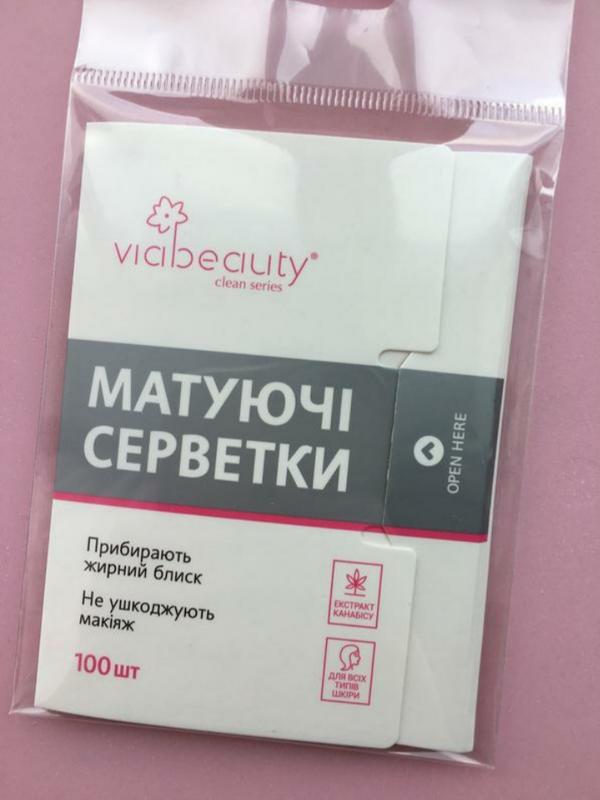 viabeauty®
clean series
МАТУЮЧІ
СЕРВЕТКИ
OPEN HERE
Прибирають
жирний блиск
Не ушкоджують
макіяж
100 шт
ЕКСТРАКТ
КАНАБІСУ
ДЛЯ ВСІХ
ТИПІВ
ШКІРИ